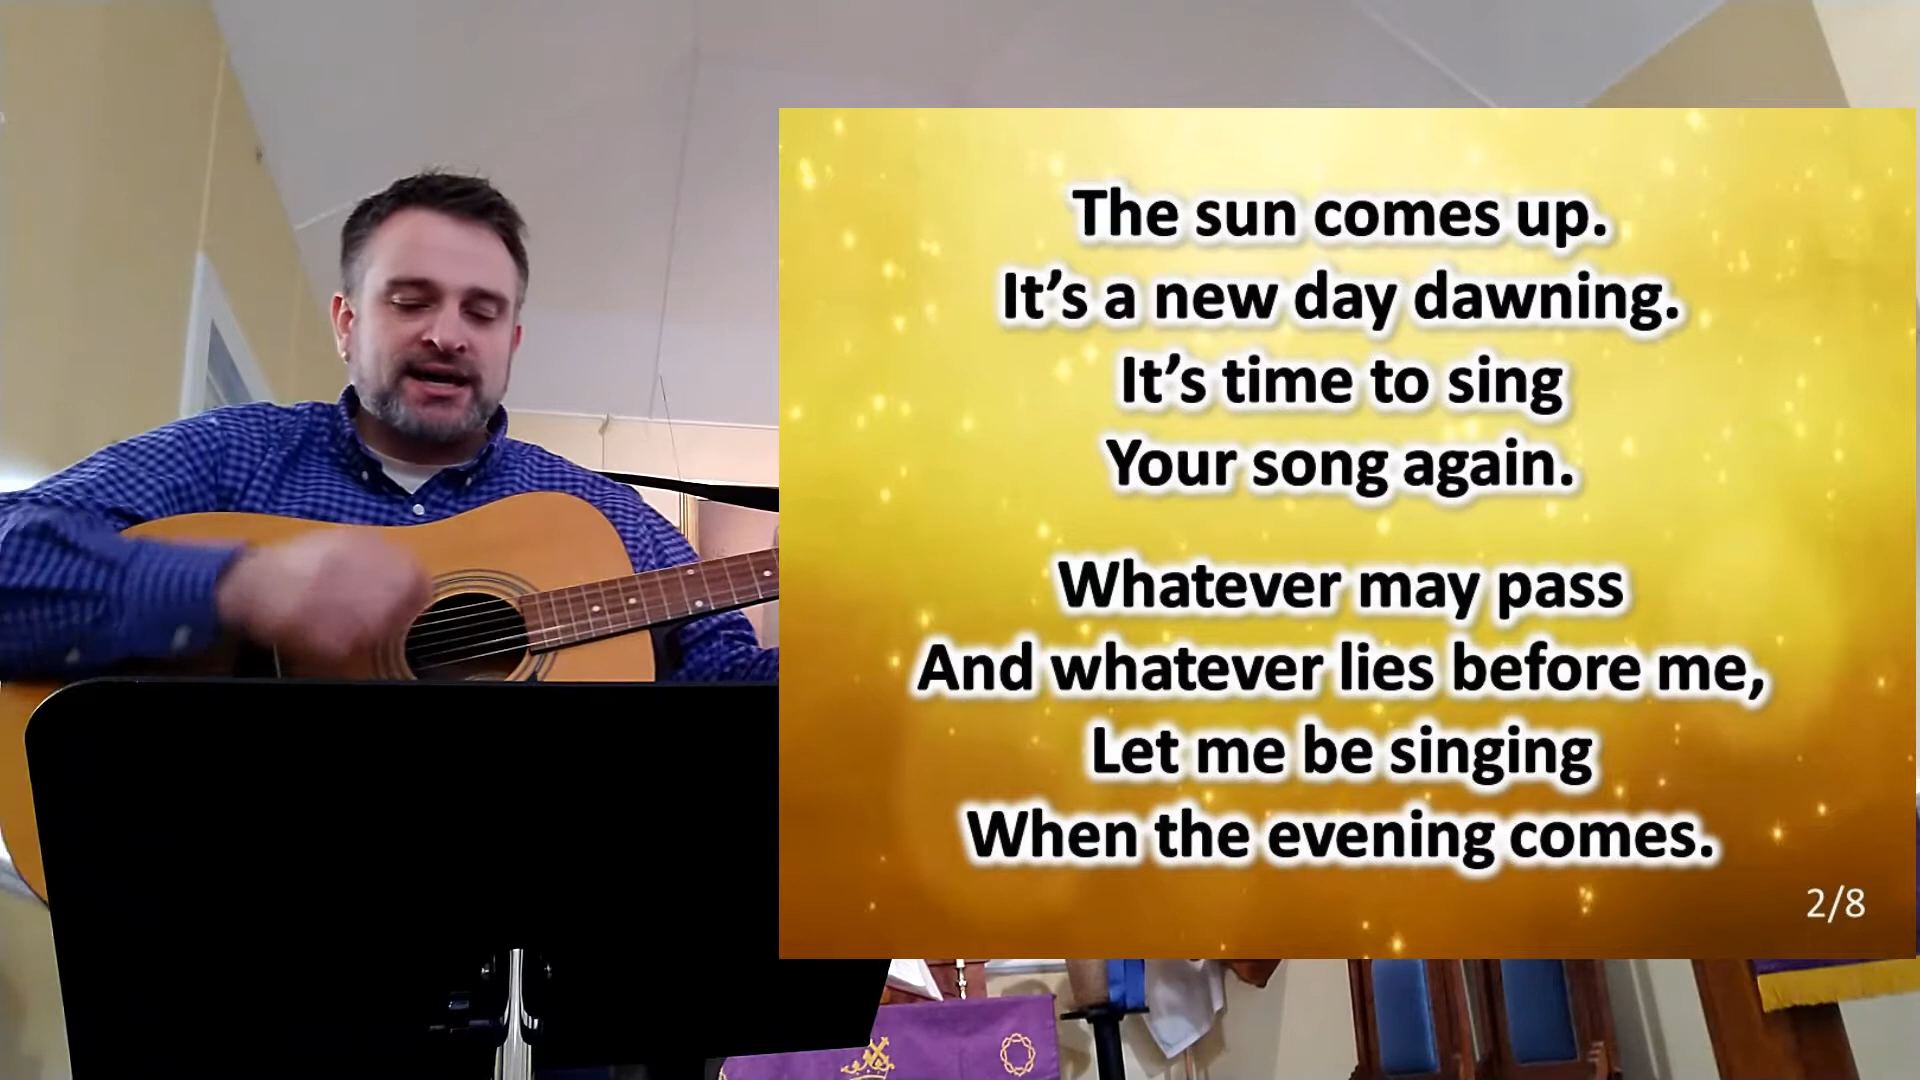 The sun comes up.
It’s a new day dawning.
It’s time to sing
Your song again.
Whatever may pass
And whatever lies before me,
Let me be singing
When the evening comes.
2/8